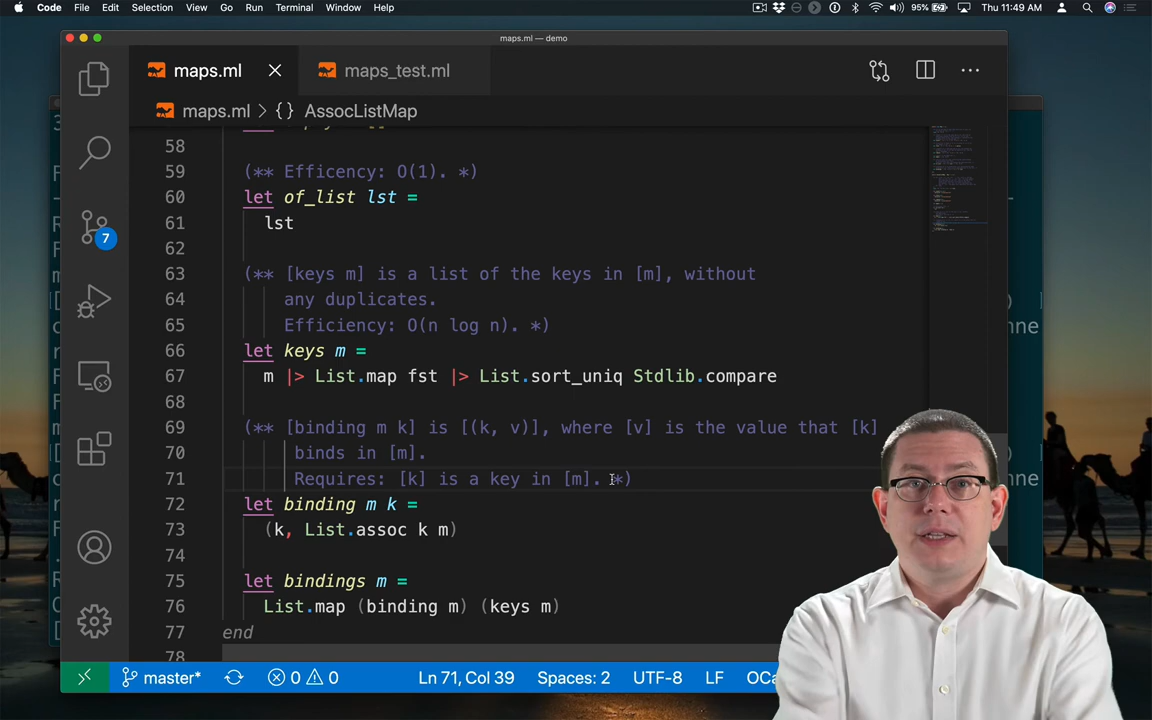 Code File Edit Selection View Go Run Terminal Window Help 95% Thu 11:49 AM
maps.ml — demo
maps.ml maps_test.ml
maps.ml > {} AssocListMap
58
59 (** Efficency: O(1). *)
60 let of_list lst =
61 lst
62
63 (** [keys m] is a list of the keys in [m], without
64 any duplicates.
65 Efficiency: O(n log n). *)
66 let keys m =
67 m |> List.map fst |> List.sort_uniq Stdlib.compare
68
69 (** [binding m k] is [(k, v)], where [v] is the value that [k]
70 binds in [m].
71 Requires: [k] is a key in [m]. *)
72 let binding m k =
73 (k, List.assoc k m)
74
75 let bindings m =
76 List.map (binding m) (keys m)
77 end
78
7
master* 0 0 Ln 71, Col 39 Spaces: 2 UTF-8 LF